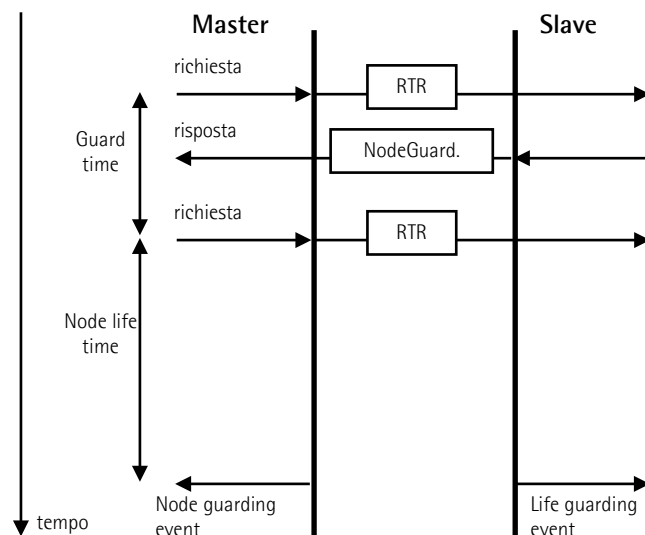 Master
Slave
richiesta
RTR
Guard
time
risposta
NodeGuard.
richiesta
RTR
Node life
time
Node guarding
event
Life guarding
event
tempo